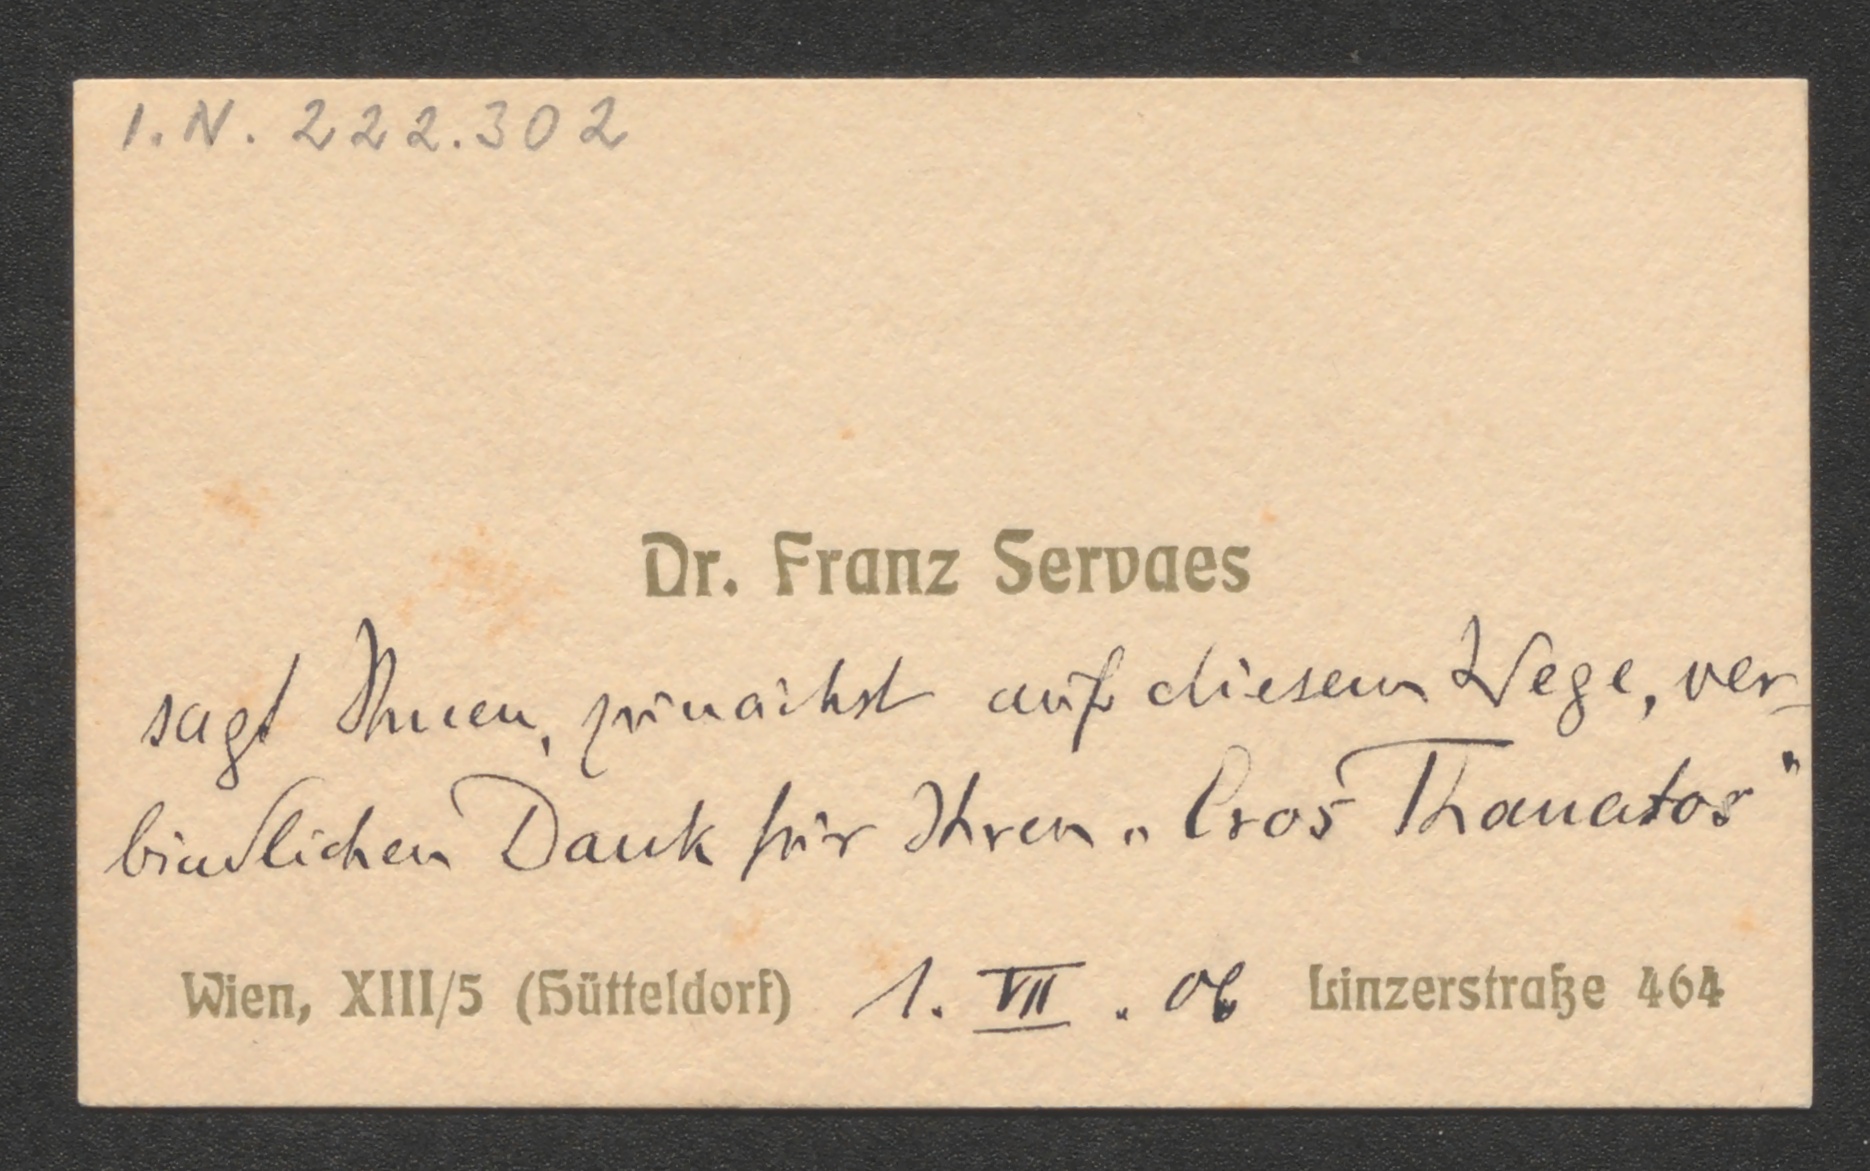 I.N. 222.302
Dr. Franz Servaes
sagt Ihnen, zunächst auf diesem Wege, ver-
bindlichen Dank für Ihren „Eros Thanatos"
Wien, XIII/5 (Hütteldorf) 1. VII. 06 Linzerstraße 464